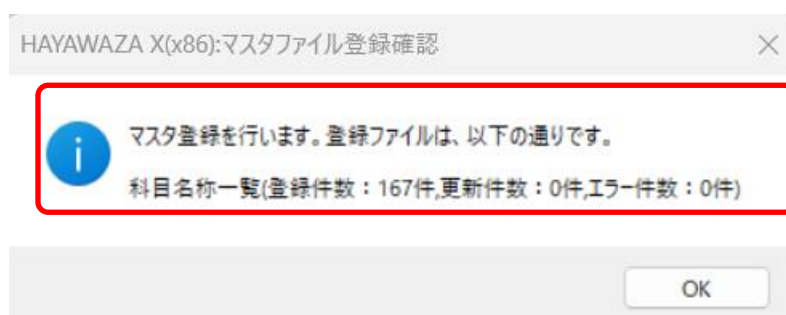 HAYAWAZA X(x86):マスタファイル登録確認
マスタ登録を行います。登録ファイルは、以下の通りです。
科目名称一覧(登録件数：167件,更新件数：0件,エラー件数：0件)
OK